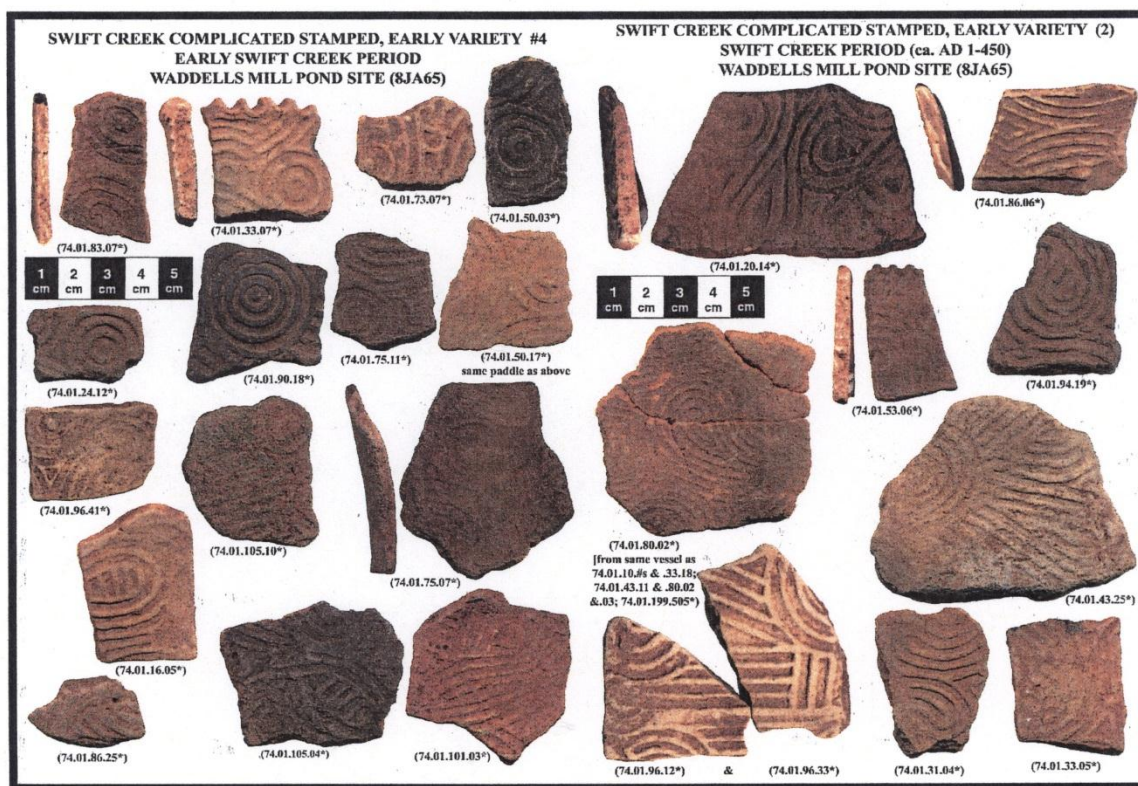 SWIFT CREEK COMPLICATED STAMPED, EARLY VARIETY #4
EARLY SWIFT CREEK PERIOD
WADDELLS MILL POND SITE (8JA65)
(74.01.83.07*)
(74.01.33.07*)
(74.01.73.07*)
(74.01.50.03*)
1 cm 2 cm 3 cm 4 cm 5 cm
(74.01.24.12*)
(74.01.90.18*)
(74.01.75.11*)
(74.01.50.17*)
same paddle as above
(74.01.96.41*)
(74.01.105.10*)
(74.01.75.07*)
(74.01.16.05*)
(74.01.86.25*)
(74.01.105.04*)
(74.01.101.03*)
SWIFT CREEK COMPLICATED STAMPED, EARLY VARIETY (2)
SWIFT CREEK PERIOD (ca. AD 1-450)
WADDELLS MILL POND SITE (8JA65)
(74.01.20.14*)
(74.01.86.06*)
1 cm 2 cm 3 cm 4 cm 5 cm
(74.01.53.06*)
(74.01.94.19*)
(74.01.80.02*)
[from same vessel as
74.01.10.#s & .33.18;
74.01.43.11 & .80.02
&.03; 74.01.199.505*)
(74.01.43.25*)
(74.01.96.12*) & (74.01.96.33*)
(74.01.31.04*)
(74.01.33.05*)